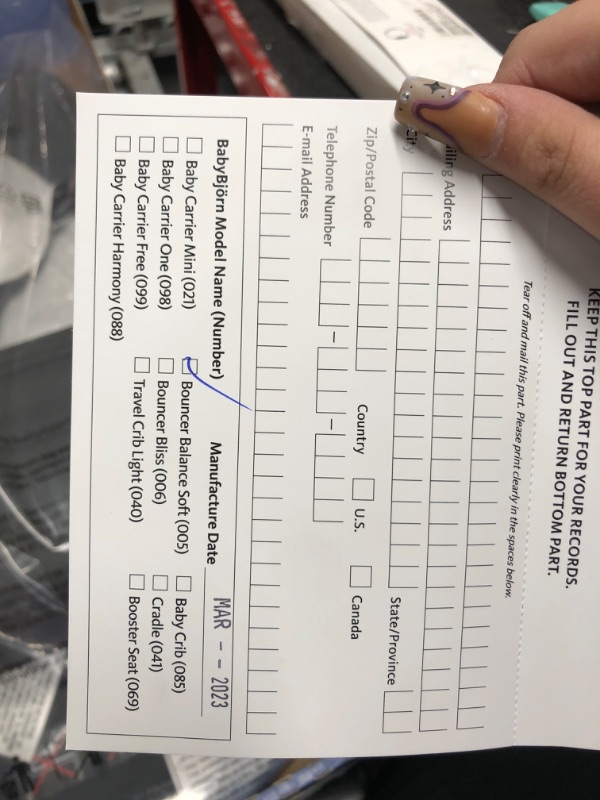 KEEP THIS TOP PART FOR YOUR RECORDS.
FILL OUT AND RETURN BOTTOM PART.
Tear off and mail this part. Please print clearly in the spaces below.
Address
City
State/Province
Zip/Postal Code
Country
U.S.
Canada
Telephone Number
– –
E-mail Address
BabyBjörn Model Name (Number)
Manufacture Date MAR – – 2023
Baby Carrier Mini (021) Bouncer Balance Soft (005) Baby Crib (085)
Baby Carrier One (098) Bouncer Bliss (006) Cradle (041)
Baby Carrier Free (099) Travel Crib Light (040) Booster Seat (069)
Baby Carrier Harmony (088)